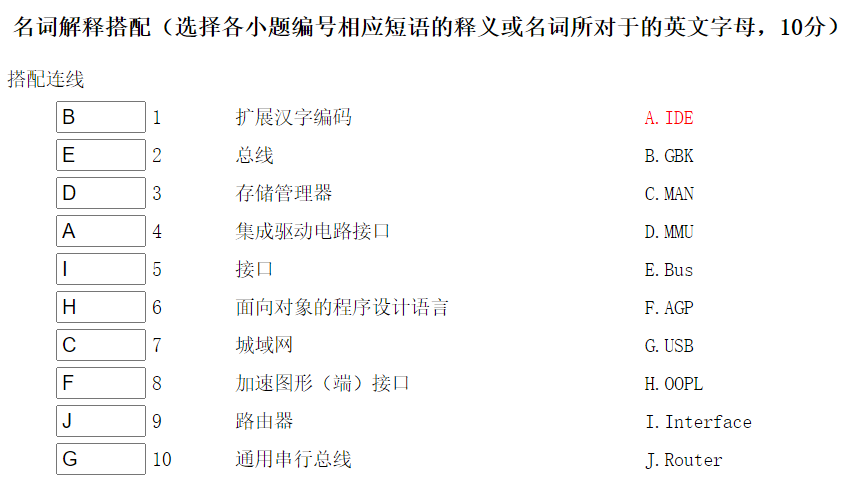 名词解释搭配（选择各小题编号相应短语的释义或名词所对于的英文字母，10分）
搭配连线
B 1 扩展汉字编码 A.IDE
E 2 总线 B.GBK
D 3 存储管理器 C.MAN
A 4 集成驱动电路接口 D.MMU
I 5 接口 E.Bus
H 6 面向对象的程序设计语言 F.AGP
C 7 城域网 G.USB
F 8 加速图形（端）接口 H.OOPL
J 9 路由器 I.Interface
G 10 通用串行总线 J.Router